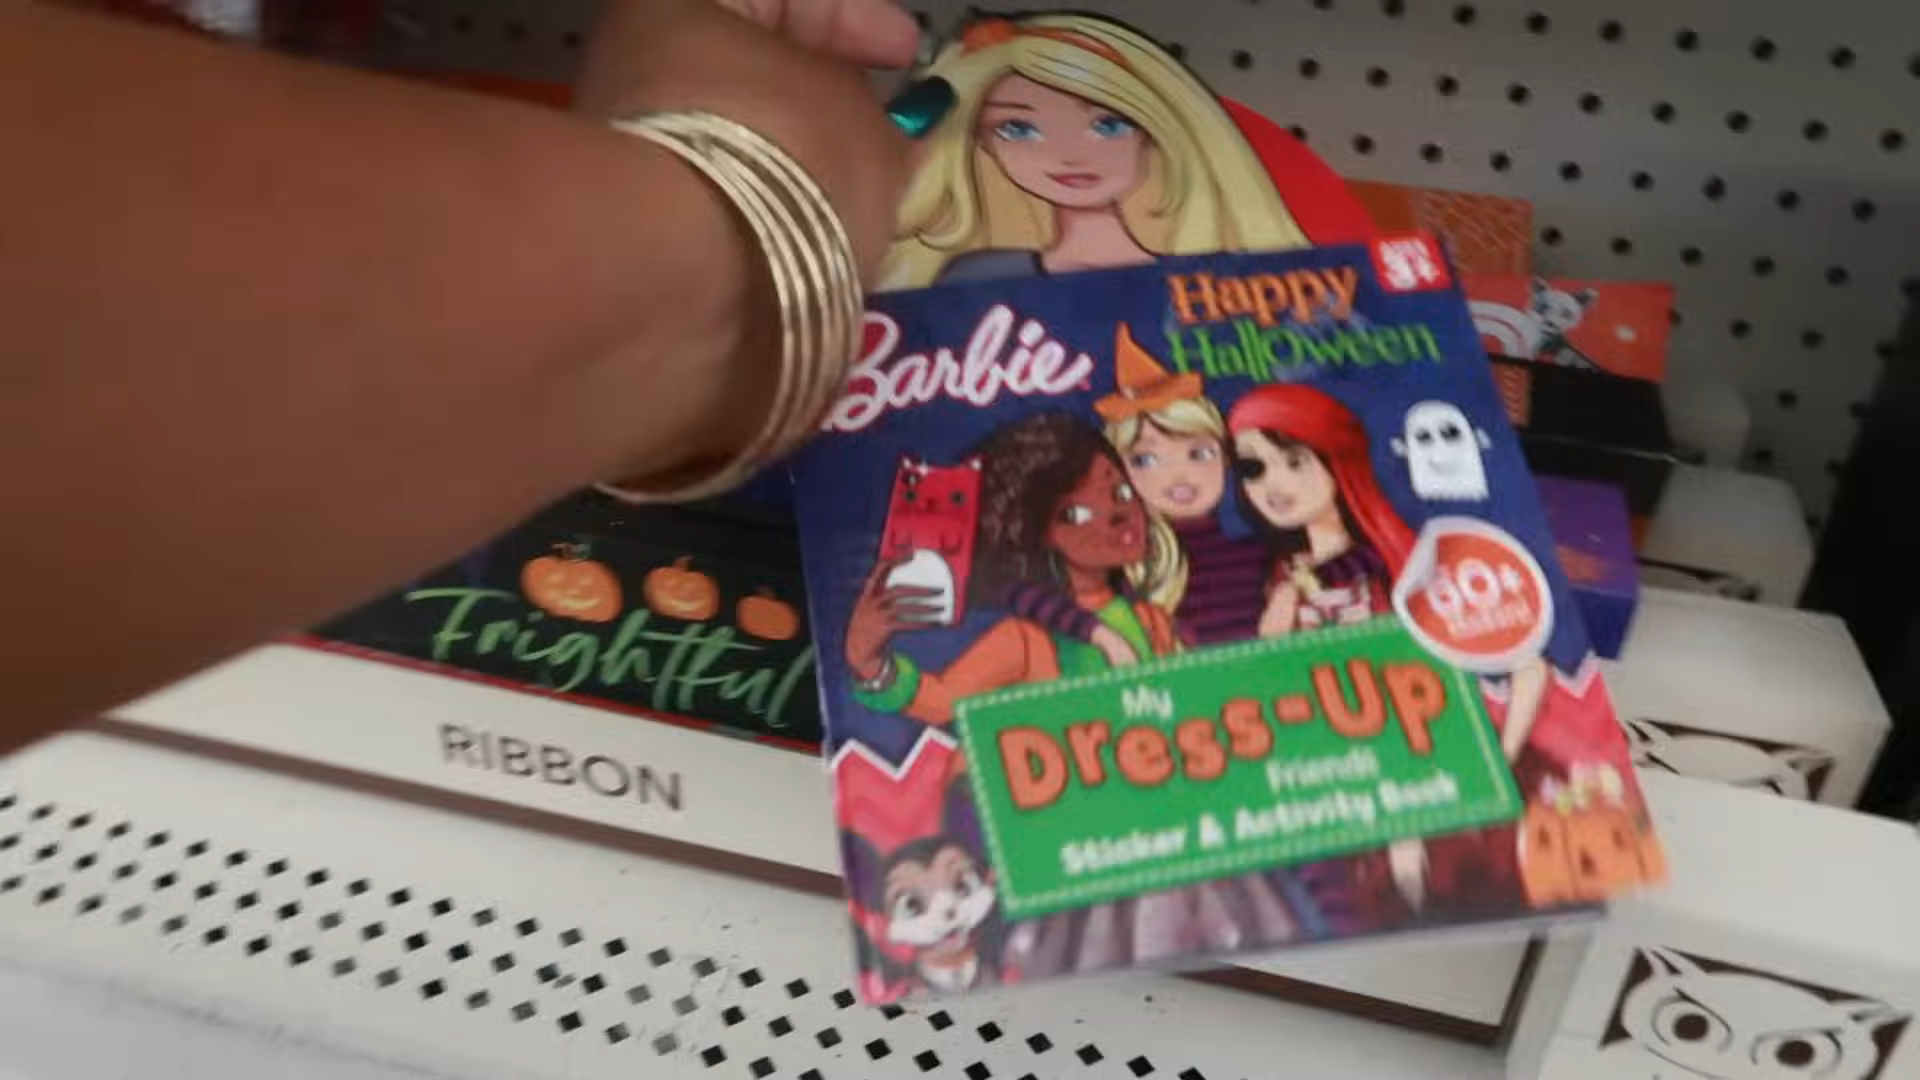 Happy
Halloween
Barbie
60+
My
Dress-Up
Friends
Sticker & Activity Book
Frightful
RIBBON